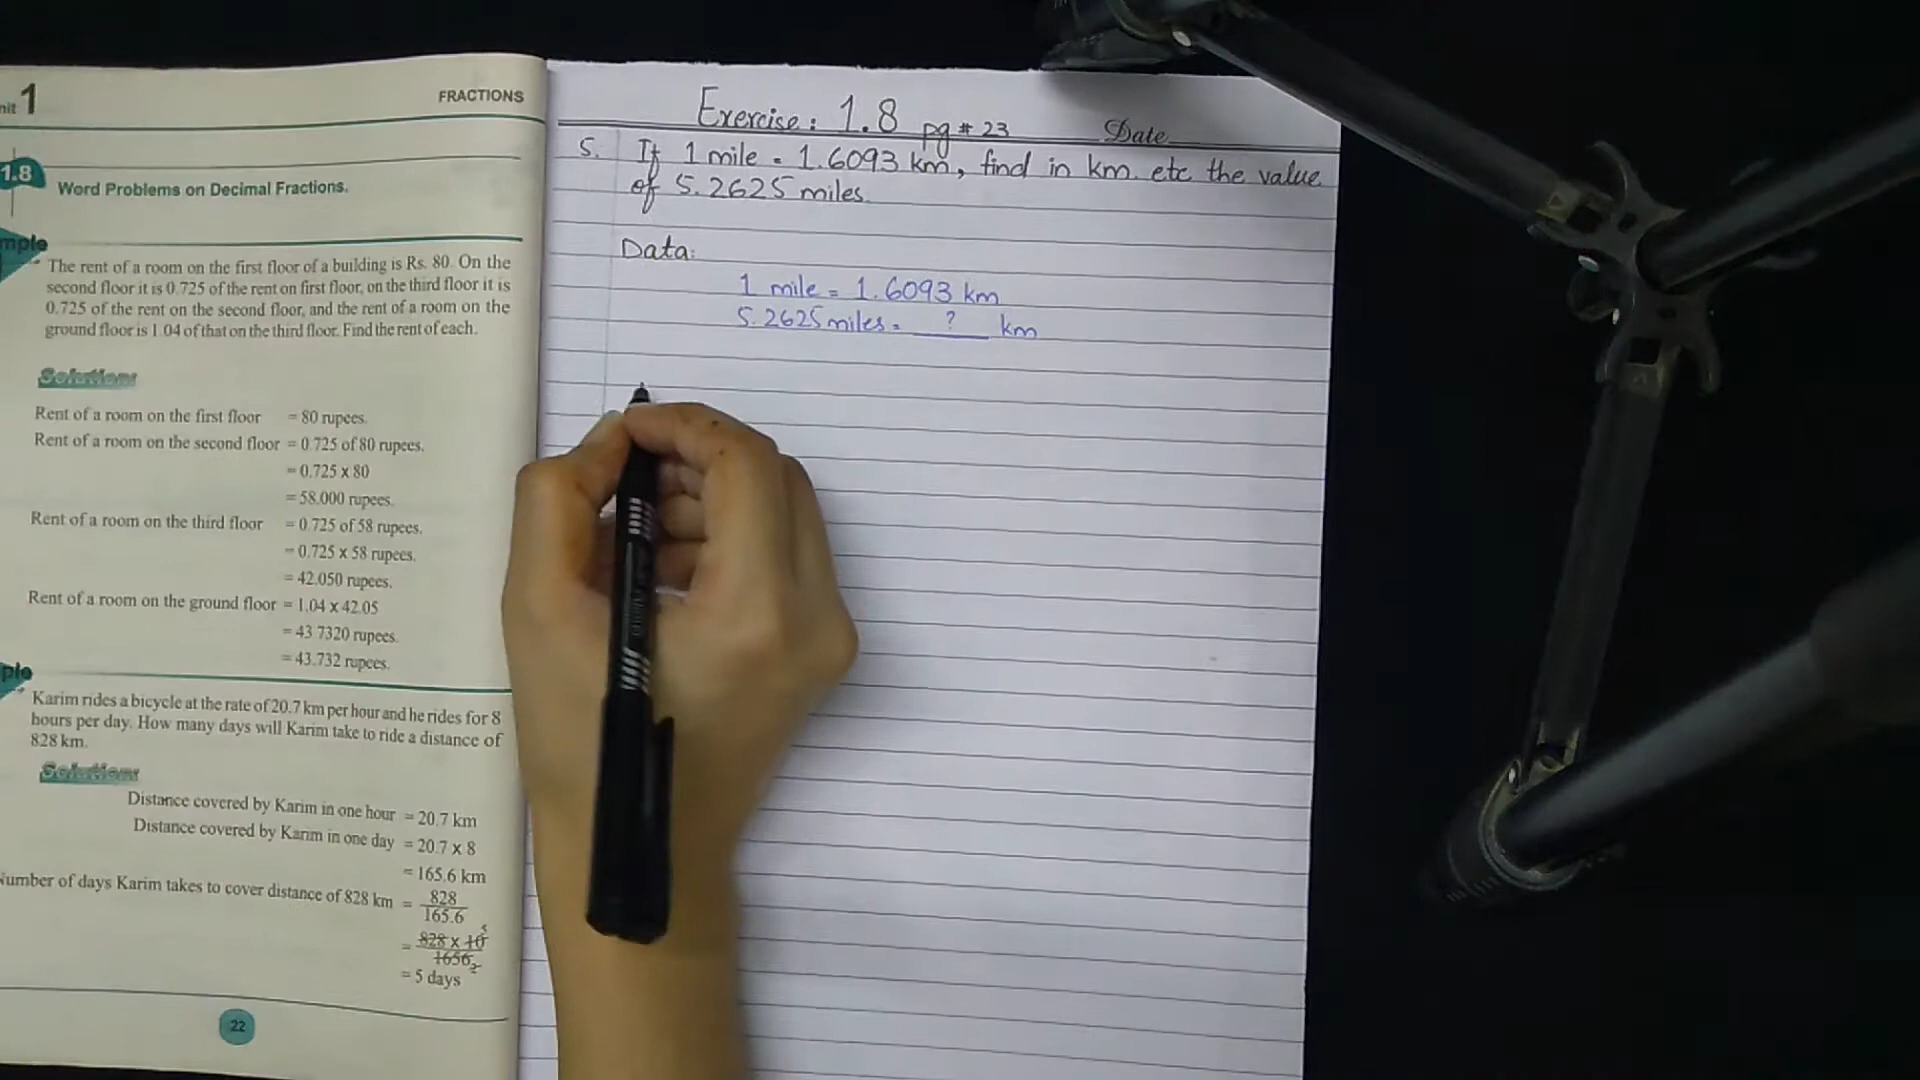 1
FRACTIONS
1.8
Word Problems on Decimal Fractions.
The rent of a room on the first floor of a building is Rs. 80. On the
second floor it is 0.725 of the rent on first floor, on the third floor it is
0.725 of the rent on the second floor, and the rent of a room on the
ground floor is 1.04 of that on the third floor. Find the rent of each.
Solution:
Rent of a room on the first floor = 80 rupees.
Rent of a room on the second floor = 0.725 of 80 rupees.
= 0.725 x 80
= 58.000 rupees.
Rent of a room on the third floor = 0.725 of 58 rupees.
= 0.725 x 58 rupees.
= 42.050 rupees.
Rent of a room on the ground floor = 1.04 x 42.05
= 43.7320 rupees.
= 43.732 rupees.
Karim rides a bicycle at the rate of 20.7 km per hour and he rides for 8
hours per day. How many days will Karim take to ride a distance of
828 km.
Solution:
Distance covered by Karim in one hour = 20.7 km
Distance covered by Karim in one day = 20.7 x 8
= 165.6 km
Number of days Karim takes to cover distance of 828 km = 828
165.6
= 828 x 10 5
1656 2
= 5 days
22
Exercise: 1.8 pg # 23 Date
5. If 1 mile = 1.6093 km, find in km. etc the value
of 5.2625 miles.
Data:
1 mile = 1.6093 km
5.2625 miles = ? km